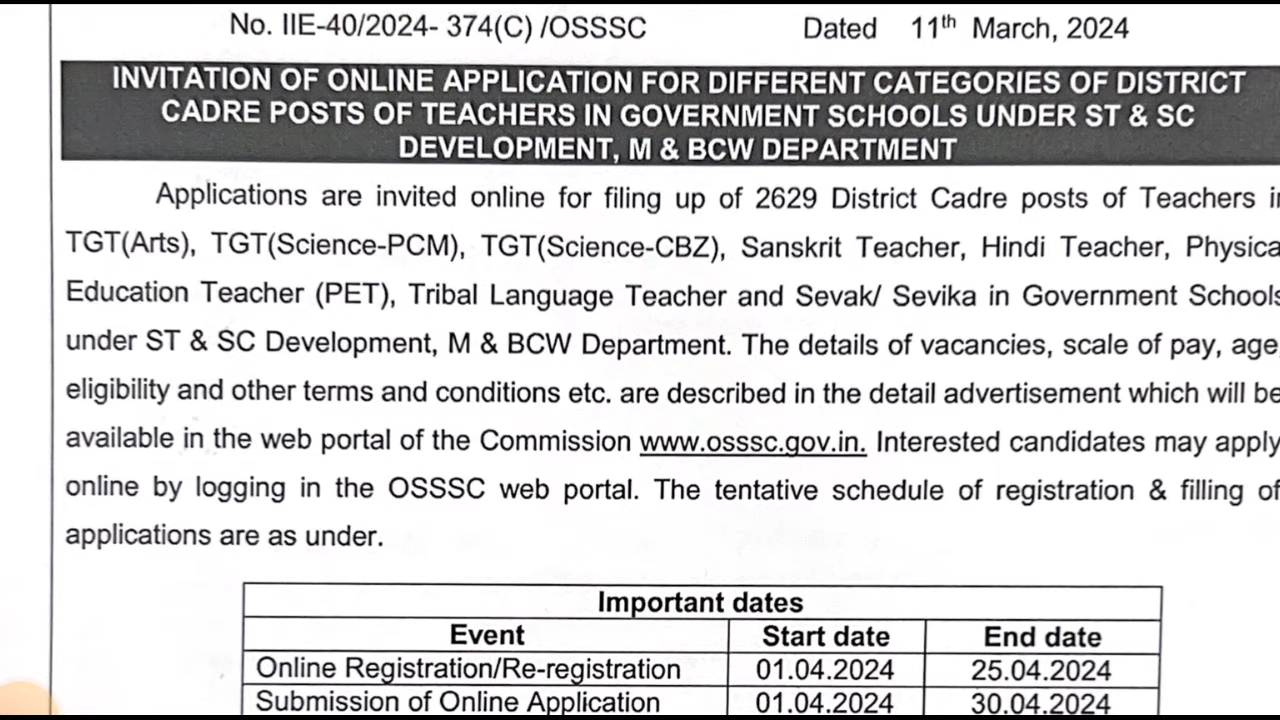 No. IIE-40/2024- 374(C) /OSSSC Dated 11th March, 2024
INVITATION OF ONLINE APPLICATION FOR DIFFERENT CATEGORIES OF DISTRICT
CADRE POSTS OF TEACHERS IN GOVERNMENT SCHOOLS UNDER ST & SC
DEVELOPMENT, M & BCW DEPARTMENT
Applications are invited online for filing up of 2629 District Cadre posts of Teachers i
TGT(Arts), TGT(Science-PCM), TGT(Science-CBZ), Sanskrit Teacher, Hindi Teacher, Physica
Education Teacher (PET), Tribal Language Teacher and Sevak/ Sevika in Government Schools
under ST & SC Development, M & BCW Department. The details of vacancies, scale of pay, age,
eligibility and other terms and conditions etc. are described in the detail advertisement which will be
available in the web portal of the Commission www.osssc.gov.in. Interested candidates may apply
online by logging in the OSSSC web portal. The tentative schedule of registration & filling of
applications are as under.
Important dates
Event Start date End date
Online Registration/Re-registration 01.04.2024 25.04.2024
Submission of Online Application 01.04.2024 30.04.2024